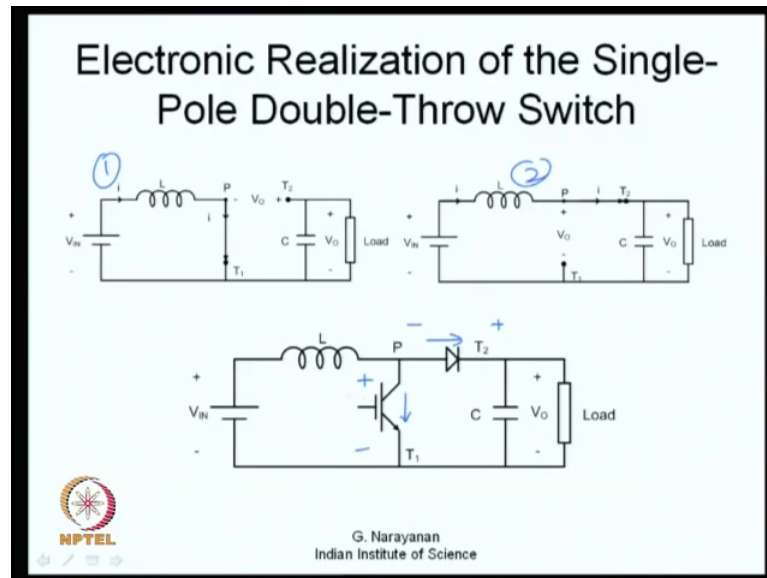 Electronic Realization of the Single-
Pole Double-Throw Switch
1
i
L
P
- Vo +
T2
i
VIN
+
-
C
+
Vo
-
Load
T1
2
i
L
P
i
T2
+
Vo
-
VIN
+
-
C
+
Vo
-
Load
T1
L
P
-
+
T2
+
VIN
-
+
-
C
+
Vo
-
Load
T1
NPTEL
G. Narayanan
Indian Institute of Science